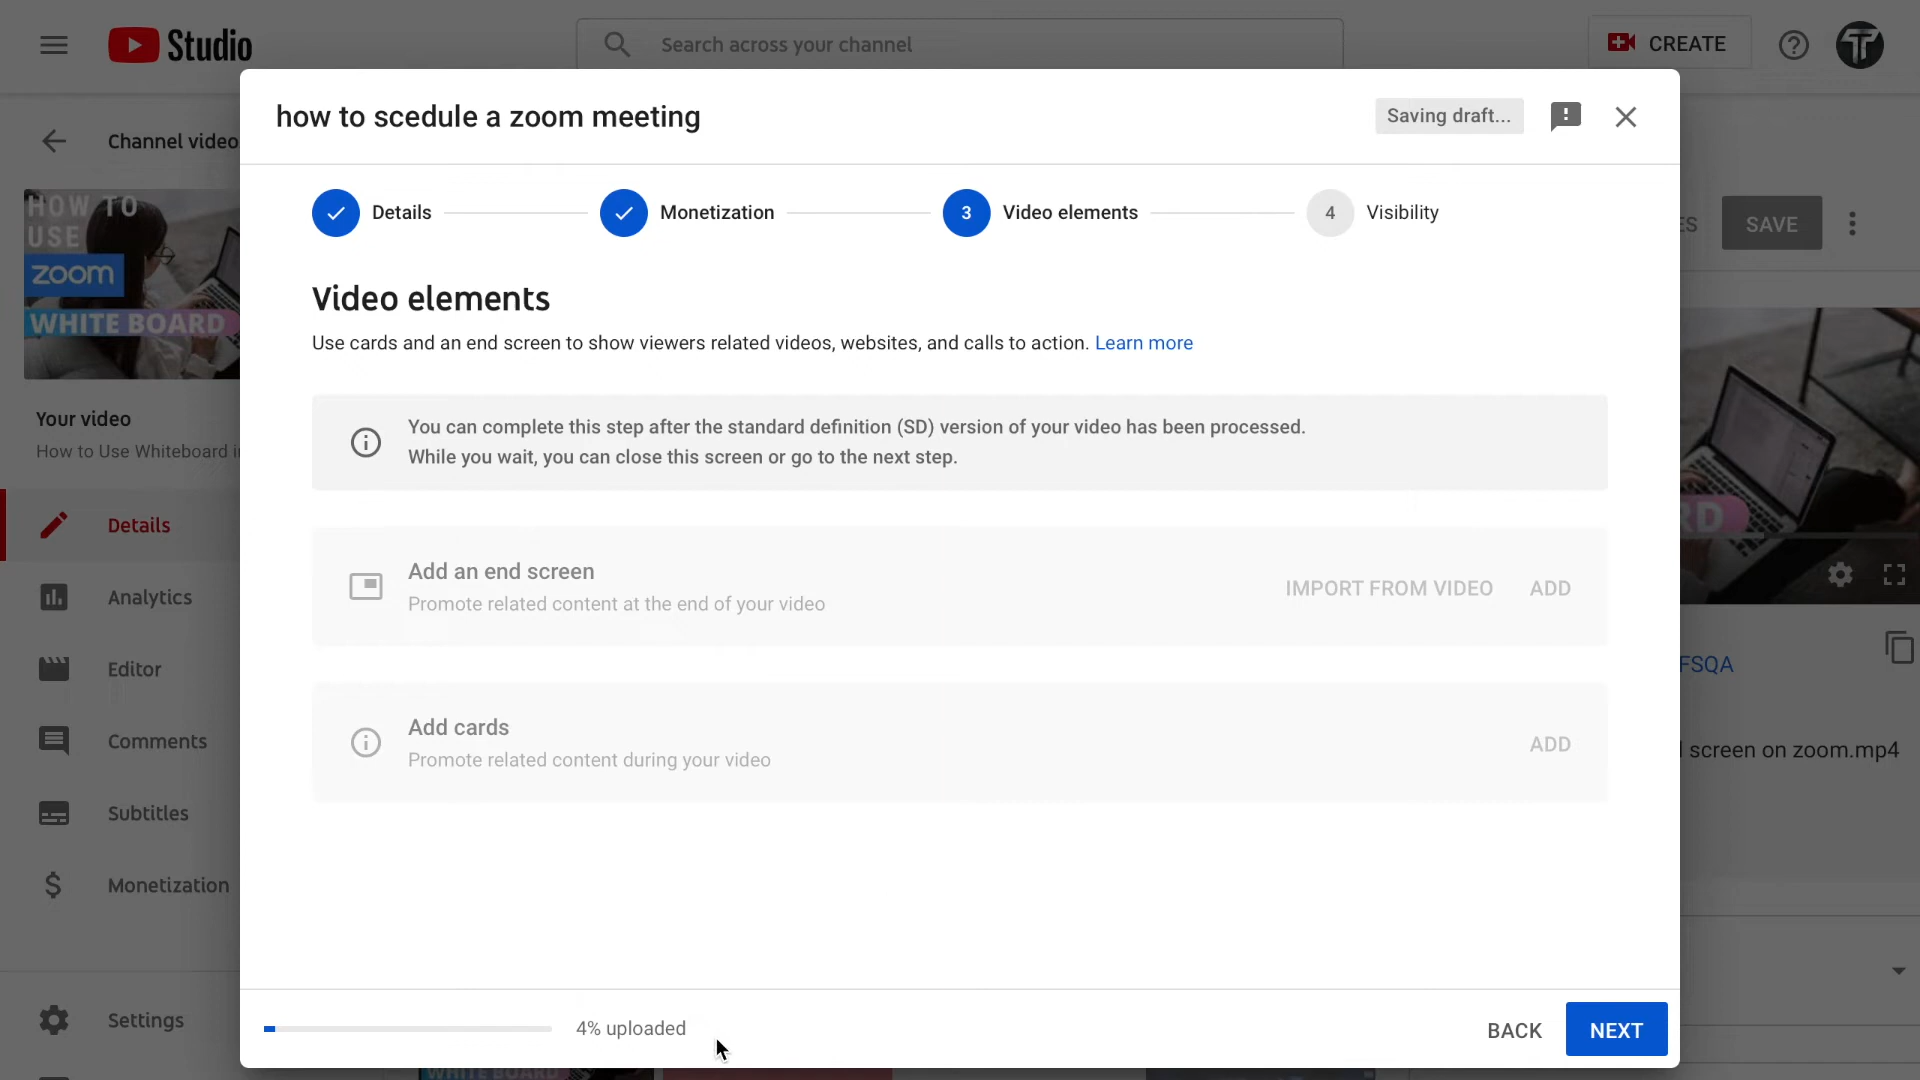 Studio
Search across your channel
CREATE
how to scedule a zoom meeting
Saving draft...
Channel video
Details
Monetization
3
Video elements
4
Visibility
HOW TO
USE
zoom
WHITE BOARD
SAVE
Video elements
Use cards and an end screen to show viewers related videos, websites, and calls to action. Learn more
Your video
How to Use Whiteboard i
You can complete this step after the standard definition (SD) version of your video has been processed.
While you wait, you can close this screen or go to the next step.
Details
Analytics
Editor
Comments
Subtitles
Monetization
Settings
Add an end screen
Promote related content at the end of your video
IMPORT FROM VIDEO
ADD
Add cards
Promote related content during your video
ADD
RD
FSQA
screen on zoom.mp4
4% uploaded
BACK
NEXT
WHITE BOARD